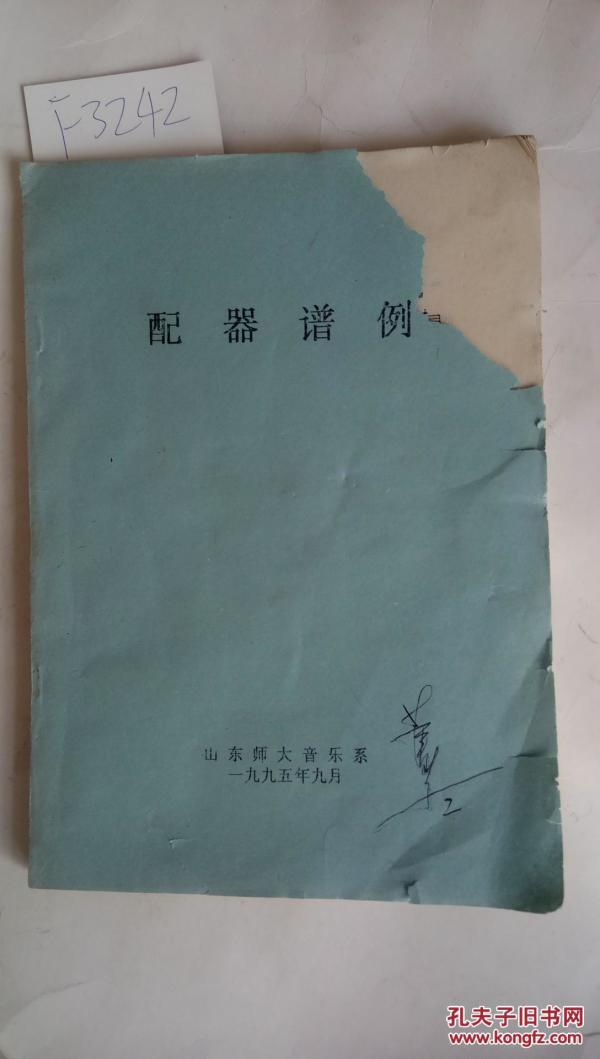 F3242
配器谱例
山东师大音乐系
一九九五年九月
孔夫子旧书网
www.kongfz.com